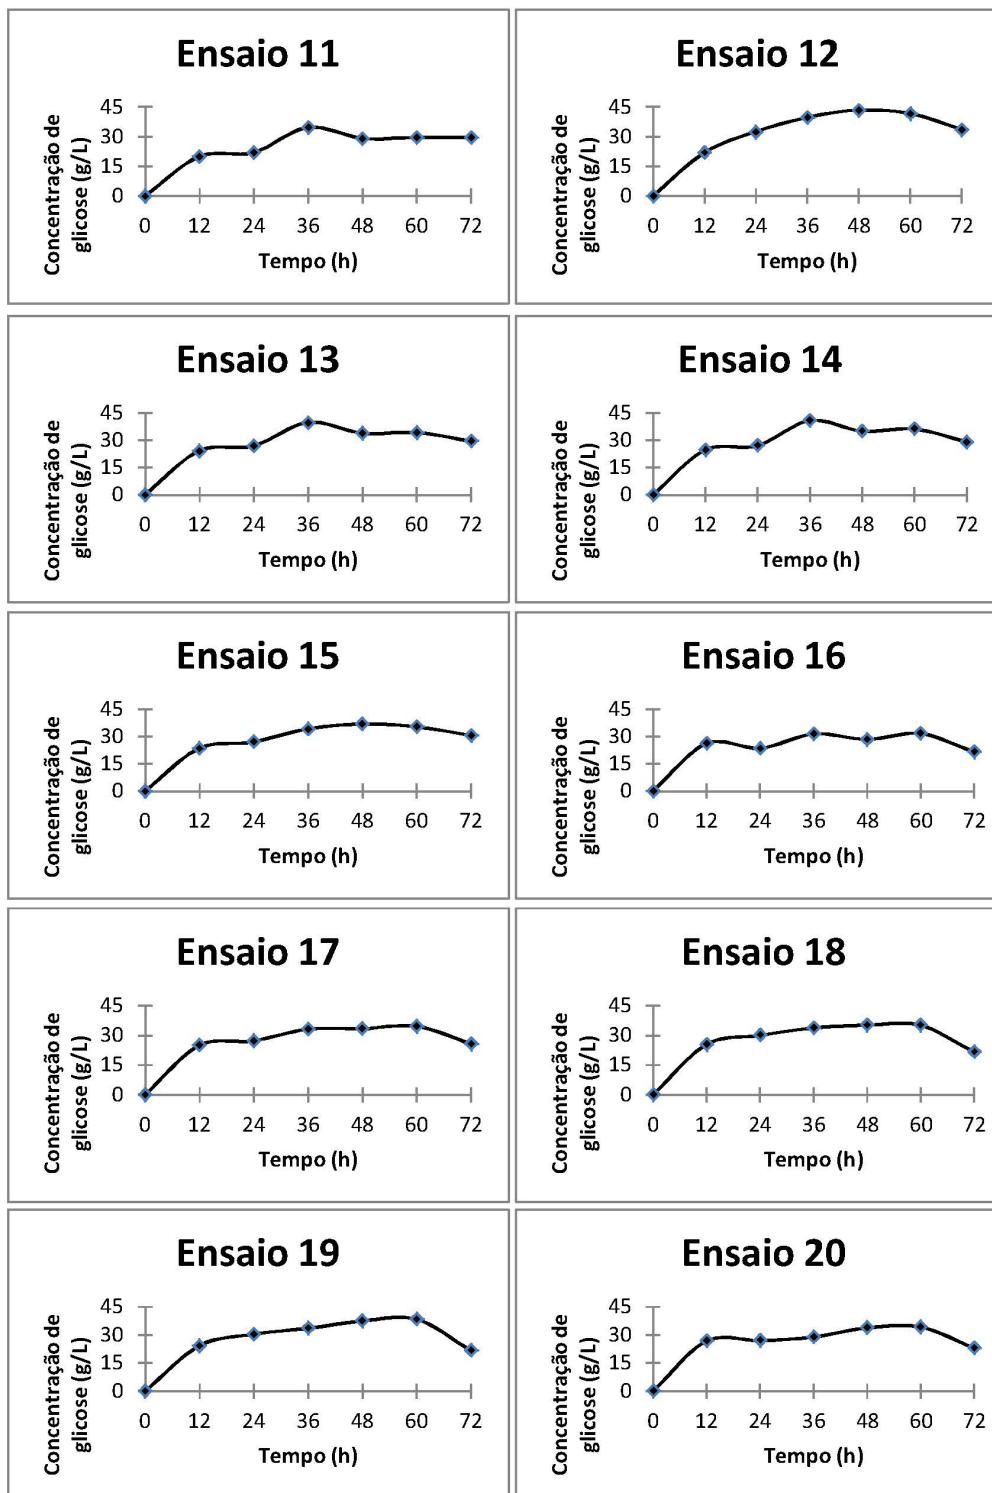 Ensaio 11
Concentração de
glicose (g/L)
45
30
15
0
0 12 24 36 48 60 72
Tempo (h)
Ensaio 12
Concentração de
glicose (g/L)
45
30
15
0
0 12 24 36 48 60 72
Tempo (h)
Ensaio 13
Concentração de
glicose (g/L)
45
30
15
0
0 12 24 36 48 60 72
Tempo (h)
Ensaio 14
Concentração de
glicose (g/L)
45
30
15
0
0 12 24 36 48 60 72
Tempo (h)
Ensaio 15
Concentração de
glicose (g/L)
45
30
15
0
0 12 24 36 48 60 72
Tempo (h)
Ensaio 16
Concentração de
glicose (g/L)
45
30
15
0
0 12 24 36 48 60 72
Tempo (h)
Ensaio 17
Concentração de
glicose (g/L)
45
30
15
0
0 12 24 36 48 60 72
Tempo (h)
Ensaio 18
Concentração de
glicose (g/L)
45
30
15
0
0 12 24 36 48 60 72
Tempo (h)
Ensaio 19
Concentração de
glicose (g/L)
45
30
15
0
0 12 24 36 48 60 72
Tempo (h)
Ensaio 20
Concentração de
glicose (g/L)
45
30
15
0
0 12 24 36 48 60 72
Tempo (h)